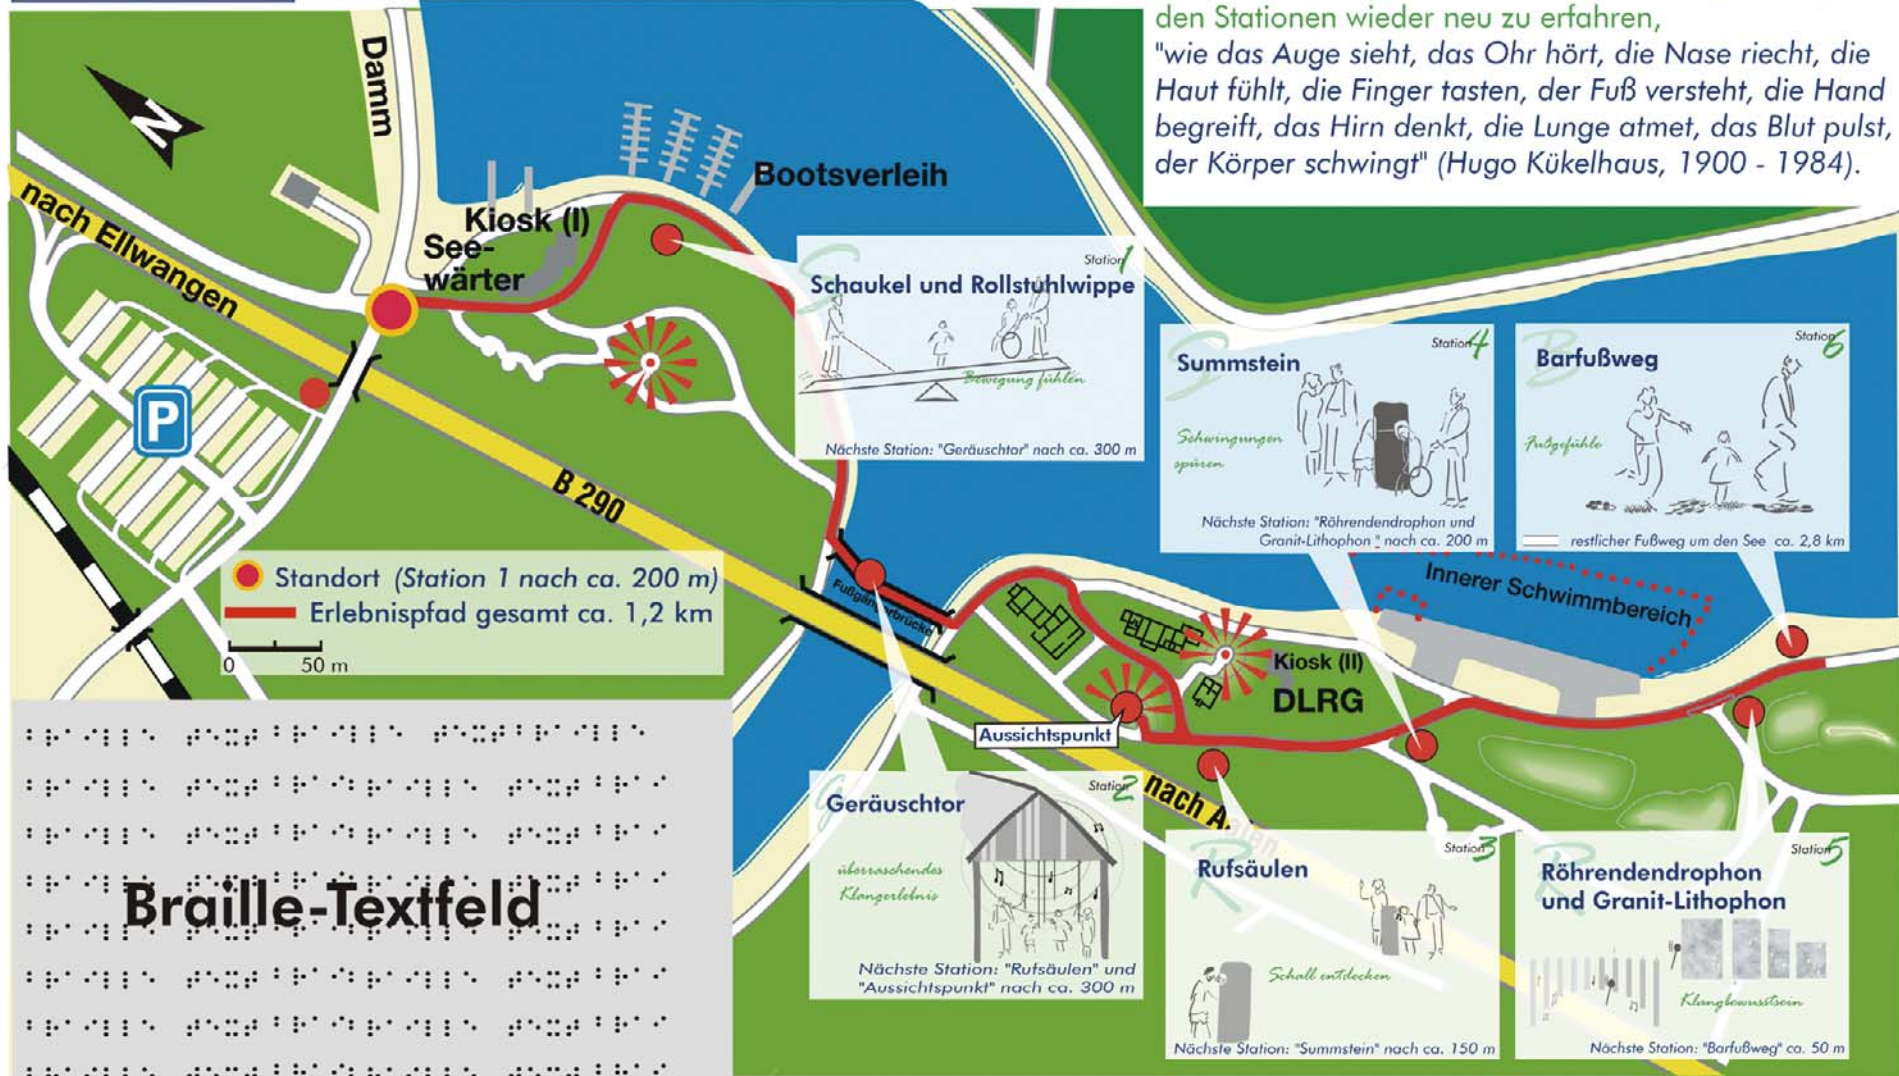 den Stationen wieder neu zu erfahren,
"wie das Auge sieht, das Ohr hört, die Nase riecht, die
Haut fühlt, die Finger tasten, der Fuß versteht, die Hand
begreift, das Hirn denkt, die Lunge atmet, das Blut pulst,
der Körper schwingt" (Hugo Kükelhaus, 1900 - 1984).
Damm
N
nach Ellwangen
Bootsverleih
Kiosk (I)
See-
wärter
P
B 290
Station 1
Schaukel und Rollstuhlwippe
Bewegung fühlen
Nächste Station: "Geräuschtor" nach ca. 300 m
Station 4
Summstein
Schwingungen
spüren
Nächste Station: "Röhrendendrophon und
Granit-Lithophon " nach ca. 200 m
Station 6
Barfußweg
Fußgefühle
restlicher Fußweg um den See ca. 2,8 km
Standort (Station 1 nach ca. 200 m)
Erlebnispfad gesamt ca. 1,2 km
0 50 m
Fußgängerbrücke
Innerer Schwimmbereich
Kiosk (II)
DLRG
Aussichtspunkt
nach Aalen
Station 2
Geräuschtor
überraschendes
Klangerlebnis
Nächste Station: "Rufsäulen" und
"Aussichtspunkt" nach ca. 300 m
Station 3
Rufsäulen
Schall entdecken
Nächste Station: "Summstein" nach ca. 150 m
Station 5
Röhrendendrophon
und Granit-Lithophon
Klangbewusstsein
Nächste Station: "Barfußweg" ca. 50 m
Braille-Textfeld